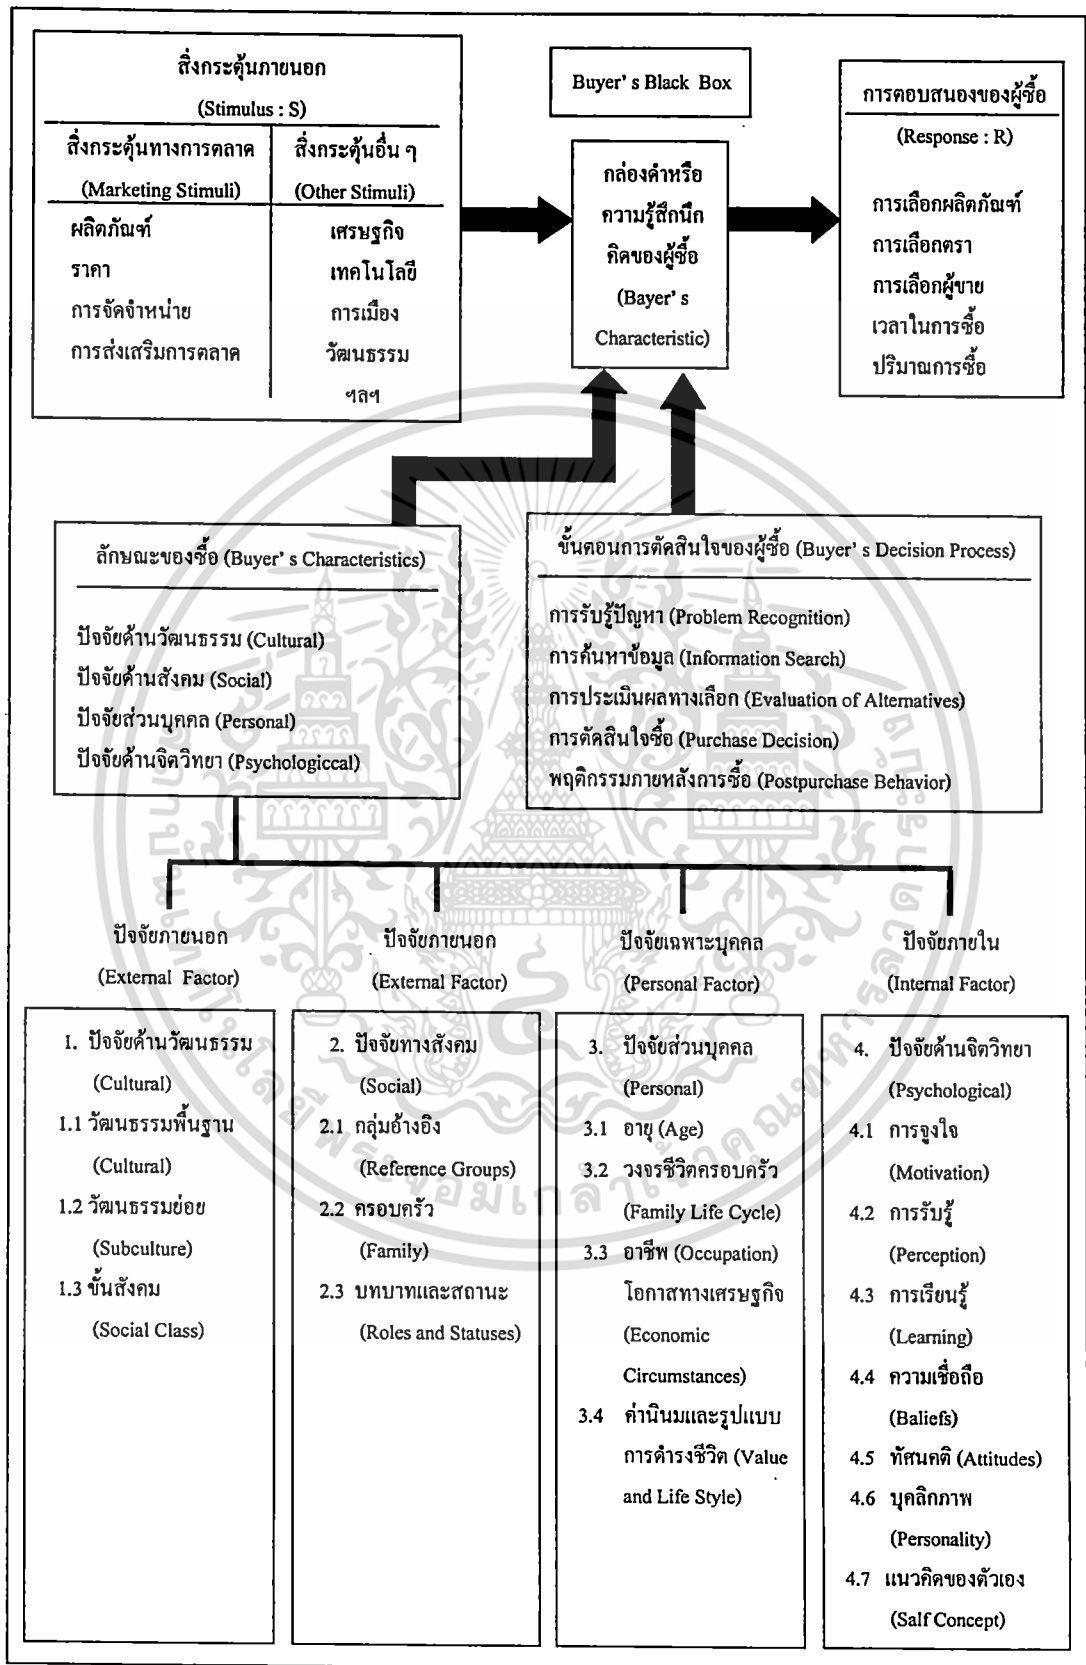 สิ่งกระตุ้นภายนอก
(Stimulus : S)
สิ่งกระตุ้นทางการตลาด
(Marketing Stimuli)
ผลิตภัณฑ์
ราคา
การจัดจำหน่าย
การส่งเสริมการตลาด
สิ่งกระตุ้นอื่น ๆ
(Other Stimuli)
เศรษฐกิจ
เทคโนโลยี
การเมือง
วัฒนธรรม
ฯลฯ
Buyer's Black Box
กล่องดำหรือ
ความรู้สึกนึก
คิดของผู้ซื้อ
(Bayer's
Characteristic)
การตอบสนองของผู้ซื้อ
(Response : R)
การเลือกผลิตภัณฑ์
การเลือกตรา
การเลือกผู้ขาย
เวลาในการซื้อ
ปริมาณการซื้อ
ลักษณะของซื้อ (Buyer's Characteristics)
ปัจจัยด้านวัฒนธรรม (Cultural)
ปัจจัยด้านสังคม (Social)
ปัจจัยส่วนบุคคล (Personal)
ปัจจัยด้านจิตวิทยา (Psychologiccal)
ขั้นตอนการตัดสินใจของผู้ซื้อ (Buyer's Decision Process)
การรับรู้ปัญหา (Problem Recognition)
การค้นหาข้อมูล (Information Search)
การประเมินผลทางเลือก (Evaluation of Alternatives)
การตัดสินใจซื้อ (Purchase Decision)
พฤติกรรมภายหลังการซื้อ (Postpurchase Behavior)
ปัจจัยภายนอก
(External Factor)
1. ปัจจัยด้านวัฒนธรรม
(Cultural)
1.1 วัฒนธรรมพื้นฐาน
(Cultural)
1.2 วัฒนธรรมย่อย
(Subculture)
1.3 ขั้นสังคม
(Social Class)
ปัจจัยภายนอก
(External Factor)
2. ปัจจัยทางสังคม
(Social)
2.1 กลุ่มอ้างอิง
(Reference Groups)
2.2 ครอบครัว
(Family)
2.3 บทบาทและสถานะ
(Roles and Statuses)
ปัจจัยเฉพาะบุคคล
(Personal Factor)
3. ปัจจัยส่วนบุคคล
(Personal)
3.1 อายุ (Age)
3.2 วงจรชีวิตครอบครัว
(Family Life Cycle)
3.3 อาชีพ (Occupation)
โอกาสทางเศรษฐกิจ
(Economic
Circumstances)
3.4 ค่านินมและรูปแบบ
การดำรงชีวิต (Value
and Life Style)
ปัจจัยภายใน
(Internal Factor)
4. ปัจจัยด้านจิตวิทยา
(Psychological)
4.1 การจูงใจ
(Motivation)
4.2 การรับรู้
(Perception)
4.3 การเรียนรู้
(Learning)
4.4 ความเชื่อถือ
(Baliefs)
4.5 ทัศนคติ (Attitudes)
4.6 บุคลิกภาพ
(Personality)
4.7 แนวคิดของตัวเอง
(Salf Concept)